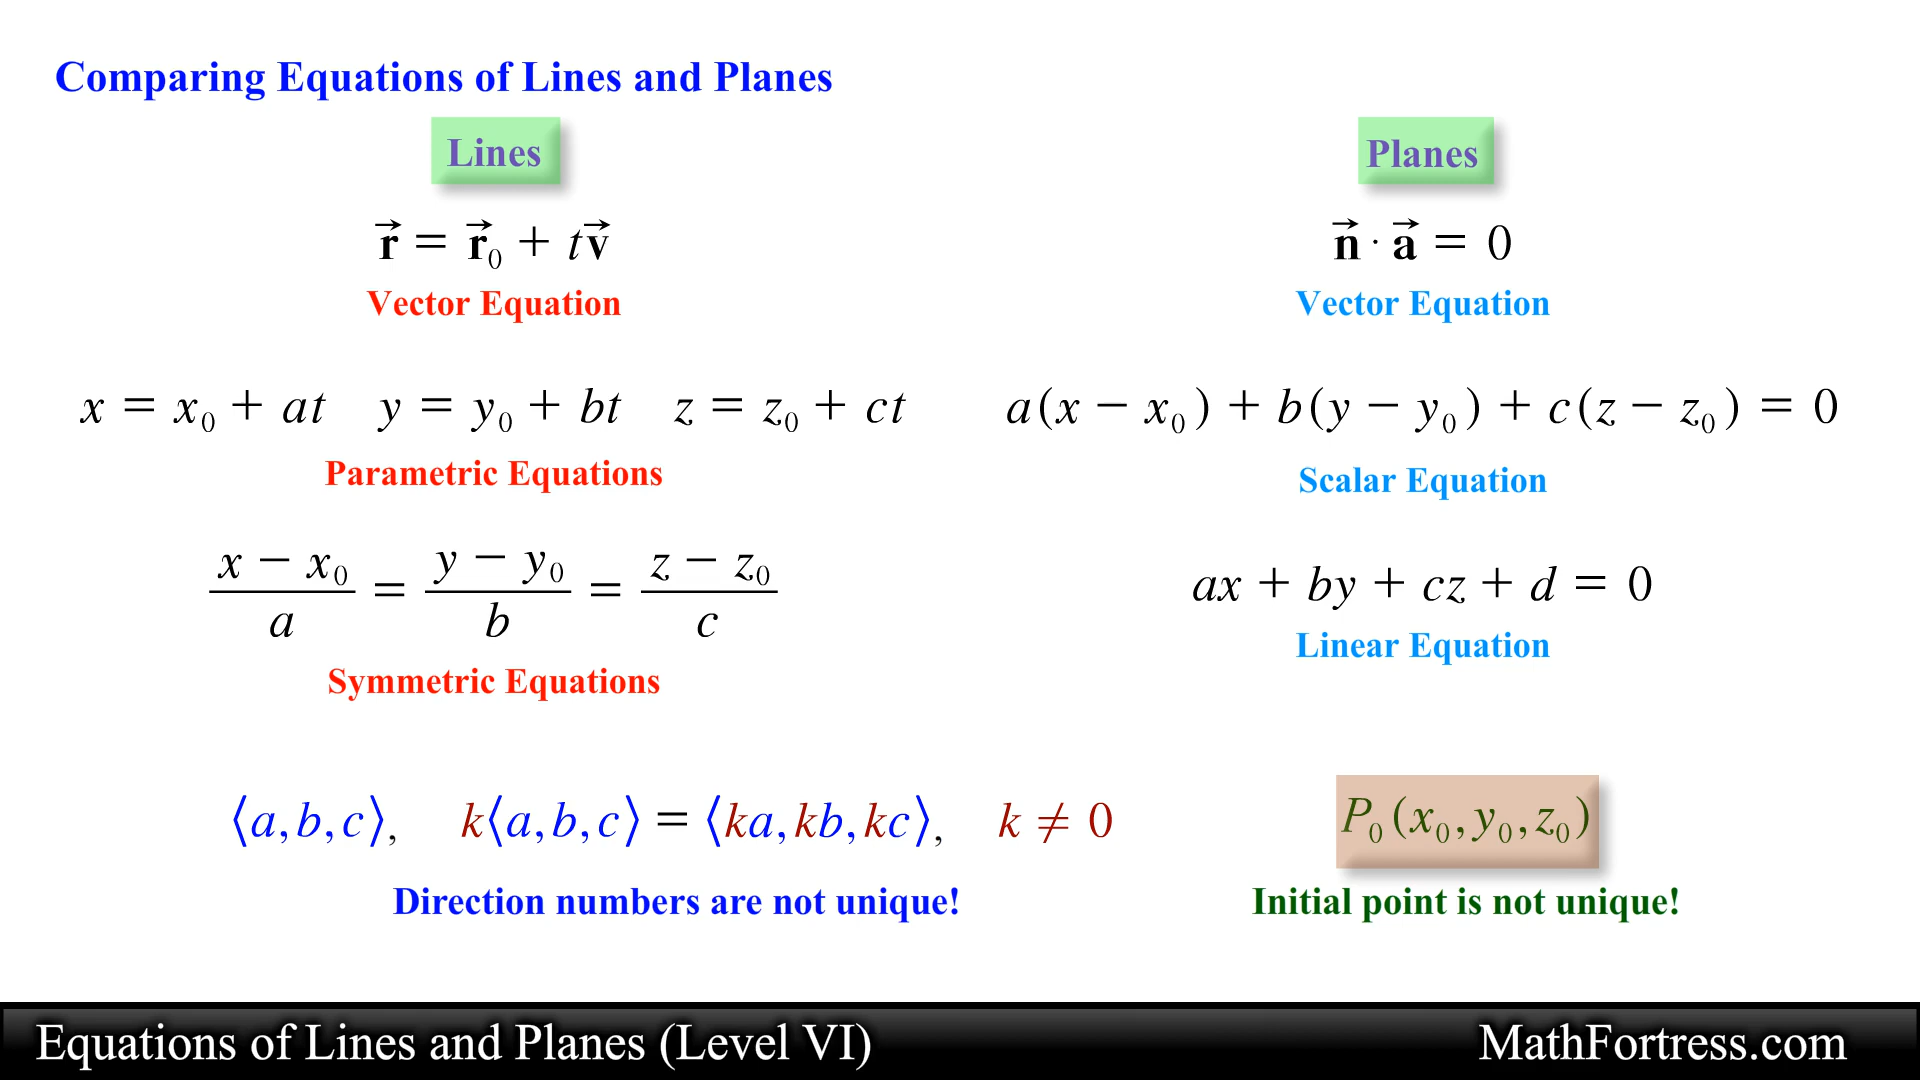 Comparing Equations of Lines and Planes
Lines
r⃗ = r⃗₀ + tv⃗
Vector Equation
x = x₀ + at y = y₀ + bt z = z₀ + ct
Parametric Equations
(x − x₀)/a = (y − y₀)/b = (z − z₀)/c
Symmetric Equations
Planes
n⃗ · a⃗ = 0
Vector Equation
a(x − x₀) + b(y − y₀) + c(z − z₀) = 0
Scalar Equation
ax + by + cz + d = 0
Linear Equation
⟨a, b, c⟩, k⟨a, b, c⟩ = ⟨ka, kb, kc⟩, k ≠ 0
Direction numbers are not unique!
P₀(x₀, y₀, z₀)
Initial point is not unique!
Equations of Lines and Planes (Level VI)
MathFortress.com